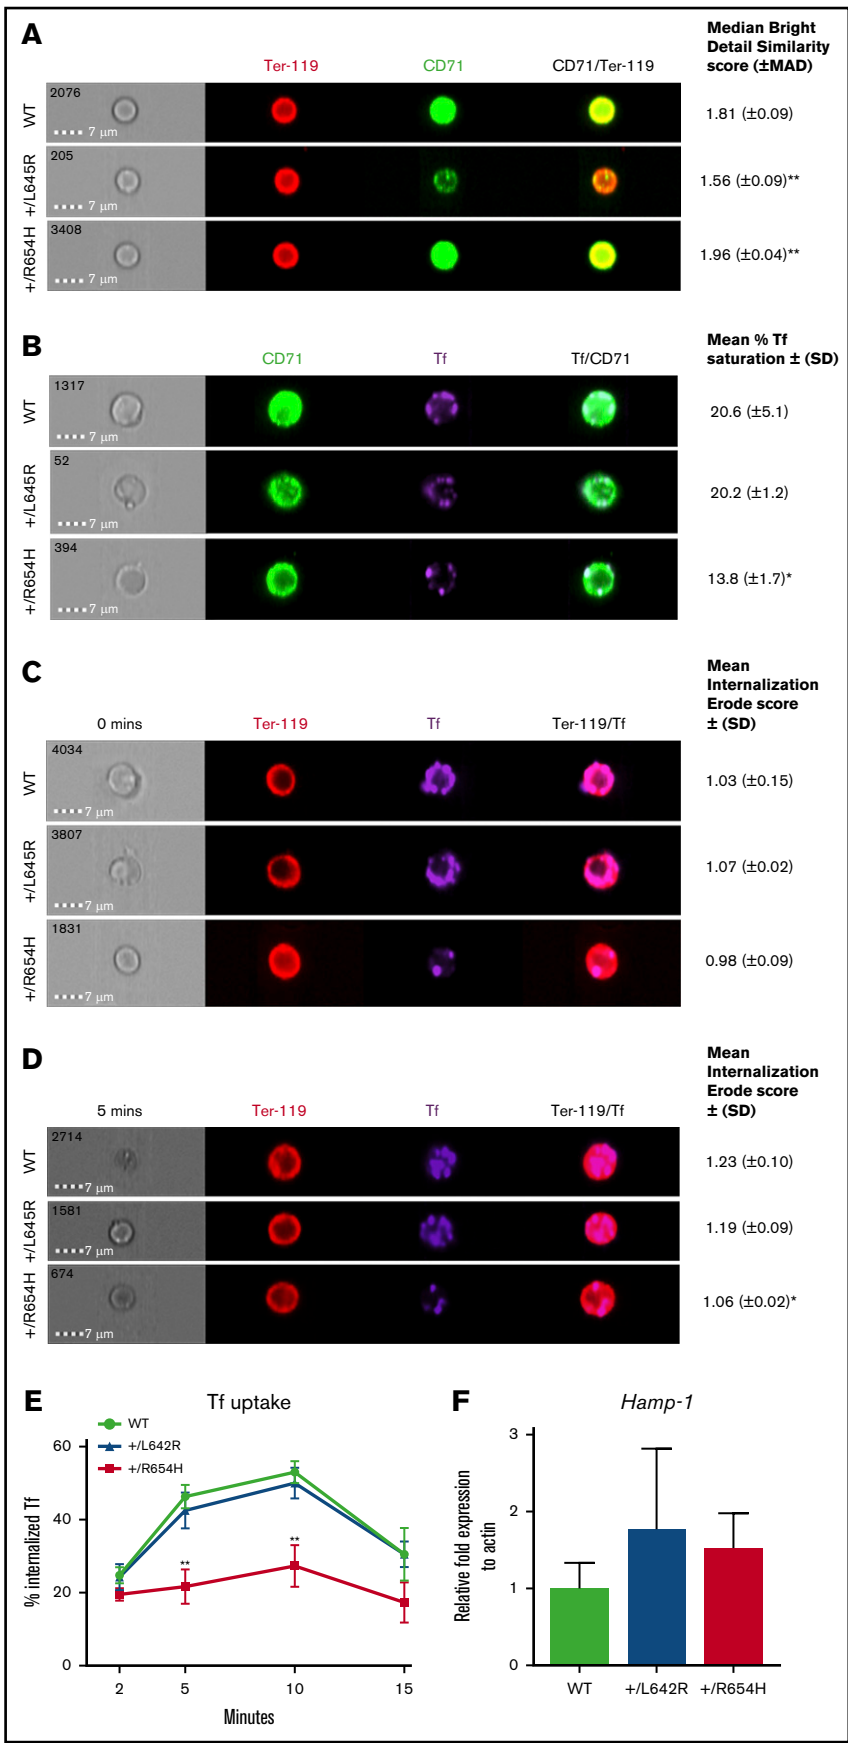 A
Median Bright
Detail Similarity
score (±MAD)
Ter-119 CD71 CD71/Ter-119
WT
2076
7 μm
1.81 (±0.09)
+/L645R
205
7 μm
1.56 (±0.09)**
+/R654H
3408
7 μm
1.96 (±0.04)**
B
Mean % Tf
saturation ± (SD)
CD71 Tf Tf/CD71
WT
1317
7 μm
20.6 (±5.1)
+/L645R
52
7 μm
20.2 (±1.2)
+/R654H
394
7 μm
13.8 (±1.7)*
C
Mean
Internalization
Erode score
± (SD)
0 mins Ter-119 Tf Ter-119/Tf
WT
4034
7 μm
1.03 (±0.15)
+/L645R
3807
7 μm
1.07 (±0.02)
+/R654H
1831
7 μm
0.98 (±0.09)
D
Mean
Internalization
Erode score
± (SD)
5 mins Ter-119 Tf Ter-119/Tf
WT
2714
7 μm
1.23 (±0.10)
+/L645R
1581
7 μm
1.19 (±0.09)
+/R654H
674
7 μm
1.06 (±0.02)*
E
Tf uptake
WT
+/L642R
+/R654H
% internalized Tf
60
40
20
0
**
**
2 5 10 15
Minutes
F
Hamp-1
Relative fold expression
to actin
3
2
1
0
WT +/L642R +/R654H